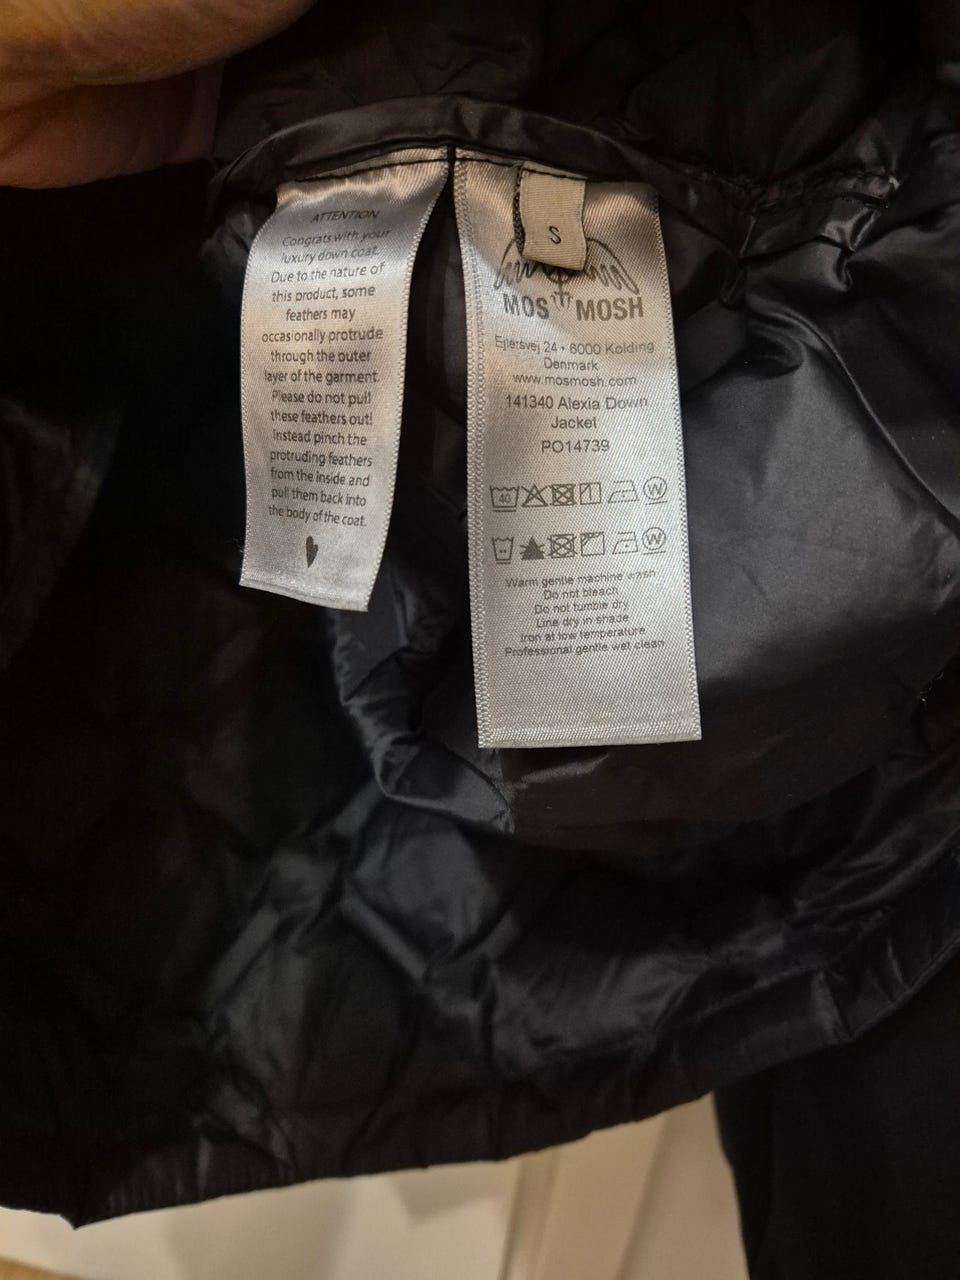 ATTENTION
Congrats with your
luxury down coat.
Due to the nature of
this product, some
feathers may
occasionally protrude
through the outer
layer of the garment.
Please do not pull
these feathers out!
Instead pinch the
protruding feathers
from the inside and
pull them back into
the body of the coat.
S
MOS MOSH
Ejlersvej 24 • 6000 Kolding
Denmark
www.mosmosh.com
141340 Alexia Down
Jacket
PO14739
40 W
W
Warm gentle machine wash
Do not bleach
Do not tumble dry
Line dry in shade
Iron at low temperature
Professional gentle wet clean